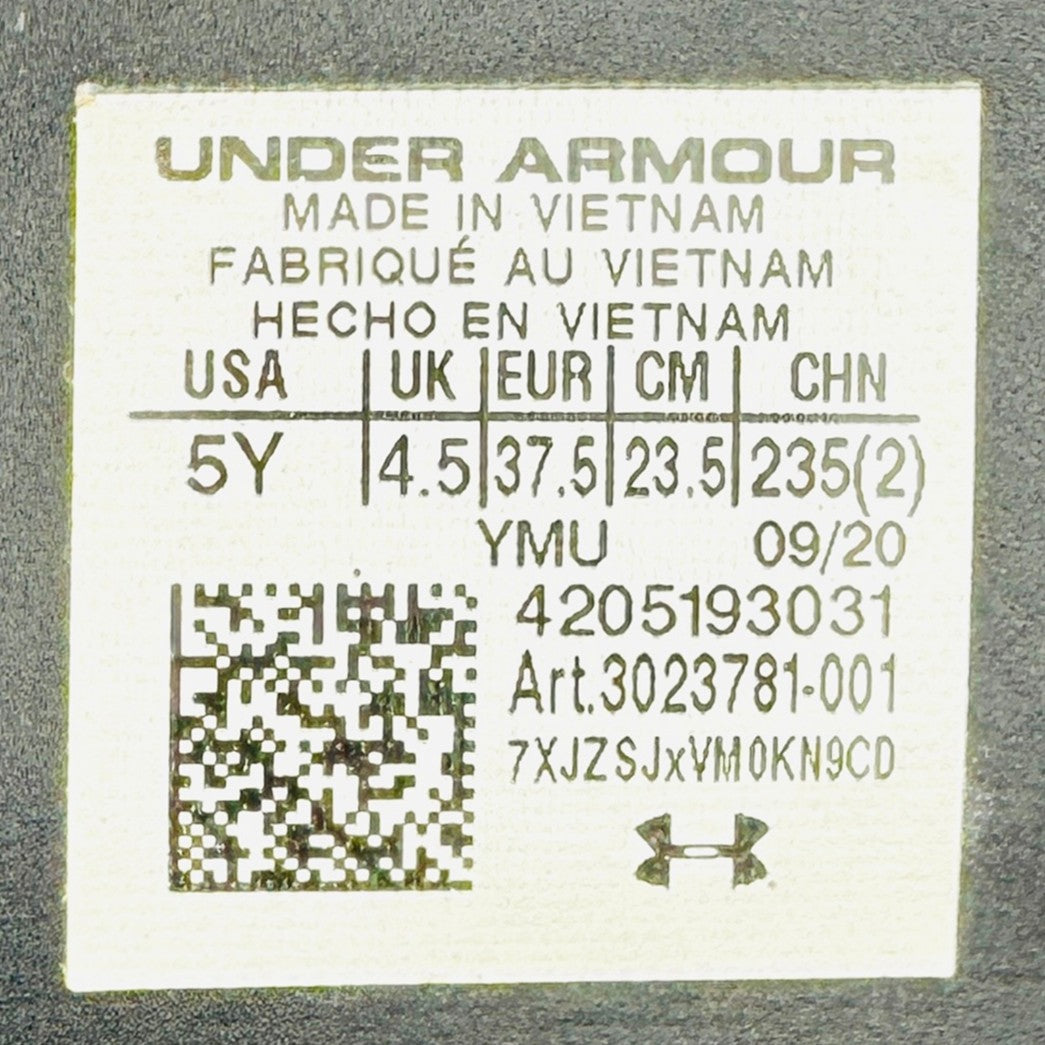 UNDER ARMOUR
MADE IN VIETNAM
FABRIQUÉ AU VIETNAM
HECHO EN VIETNAM
USA UK EUR CM CHN
5Y 4.5 37.5 23.5 235(2)
YMU 09/20
4205193031
Art.3023781-001
7XJZSJxVM0KN9CD